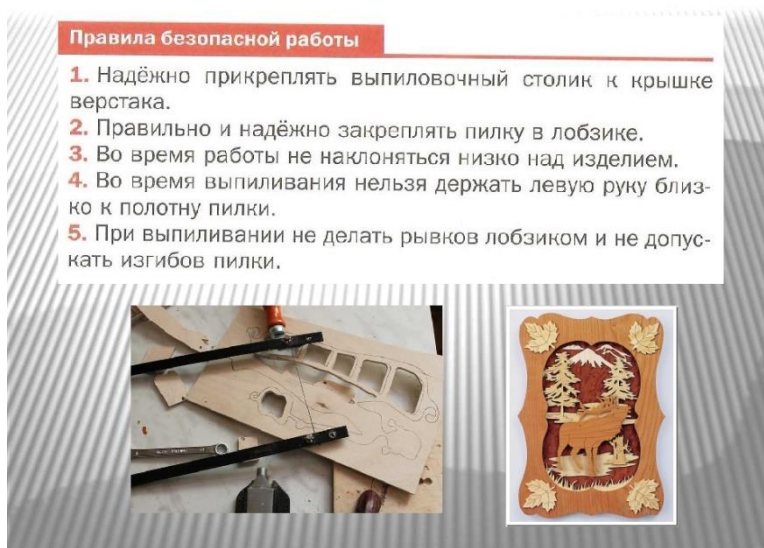 Правила безопасной работы
1. Надёжно прикреплять выпиловочный столик к крышке
верстака.
2. Правильно и надёжно закреплять пилку в лобзике.
3. Во время работы не наклоняться низко над изделием.
4. Во время выпиливания нельзя держать левую руку близ-
ко к полотну пилки.
5. При выпиливании не делать рывков лобзиком и не допус-
кать изгибов пилки.